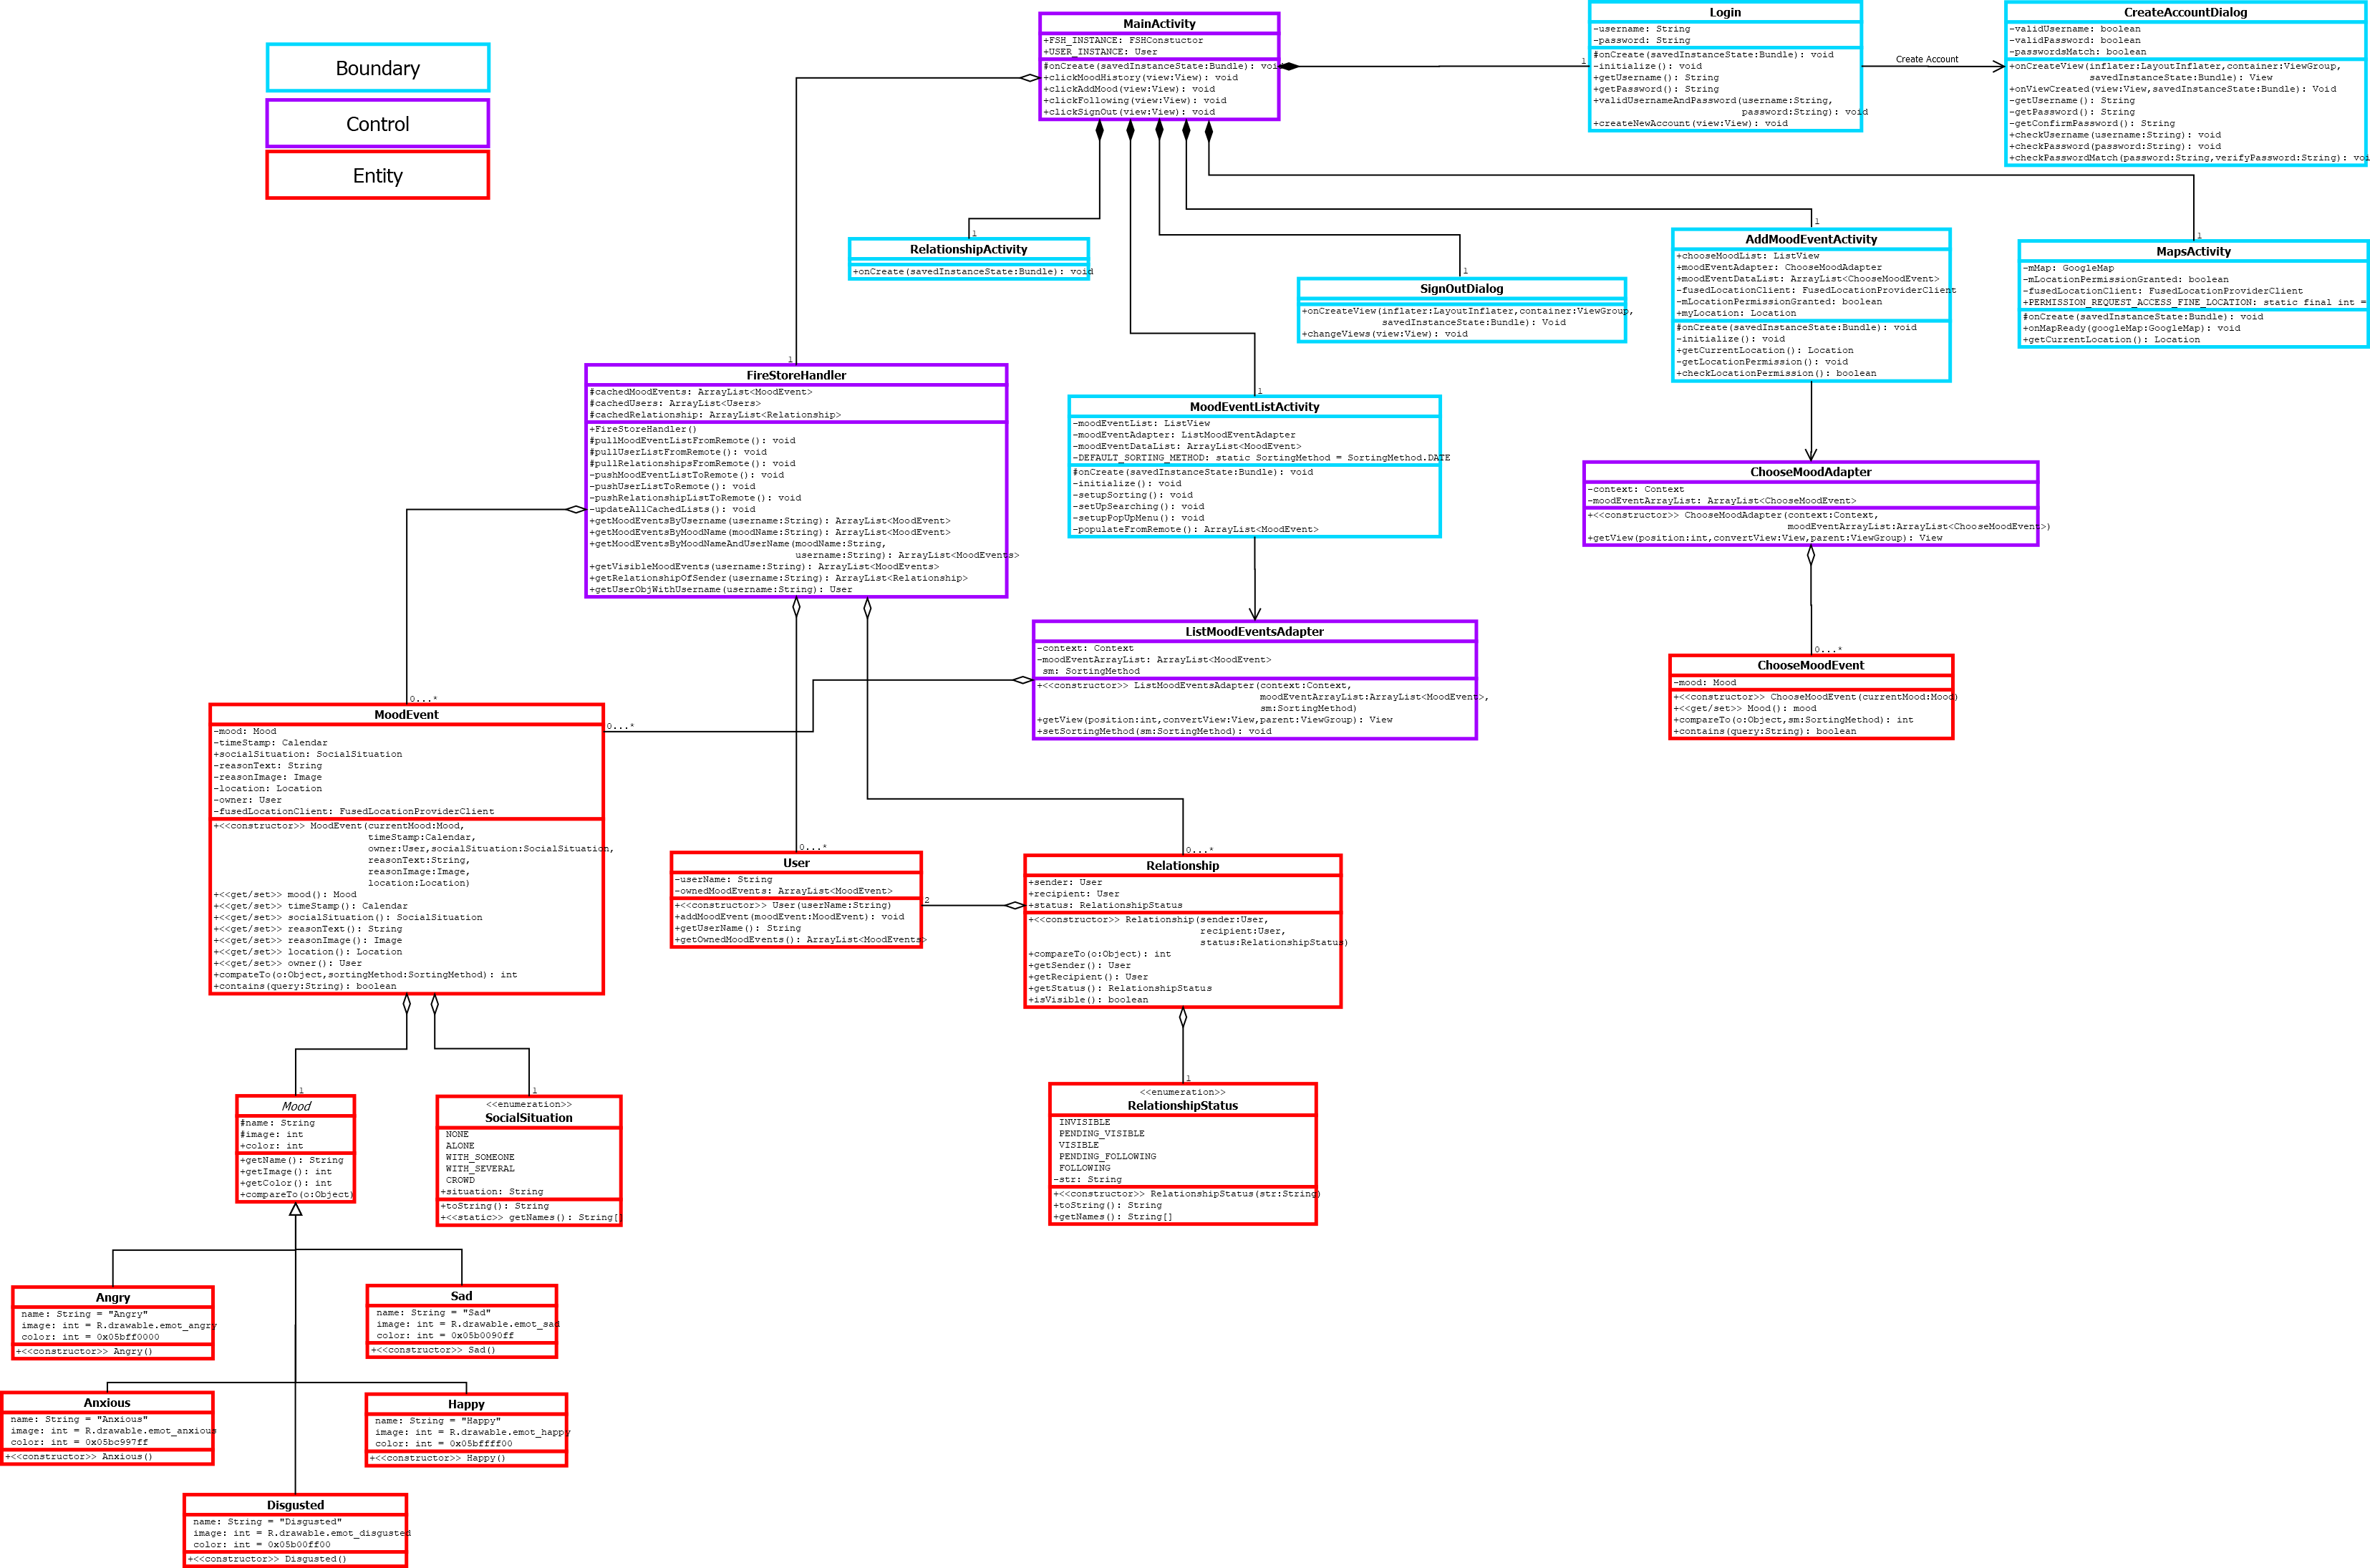 Boundary
Control
Entity
MainActivity
+FSH_INSTANCE: FSHConstuctor
+USER_INSTANCE: User
#onCreate(savedInstanceState:Bundle): void
+clickMoodHistory(view:View): void
+clickAddMood(view:View): void
+clickFollowing(view:View): void
+clickSignOut(view:View): void
1
Login
-username: String
-password: String
#onCreate(savedInstanceState:Bundle): void
-initialize(): void
+getUsername(): String
+getPassword(): String
+validUsernameAndPassword(username:String,
password:String): void
+createNewAccount(view:View): void
Create Account
CreateAccountDialog
-validUsername: boolean
-validPassword: boolean
-passwordsMatch: boolean
+onCreateView(inflater:LayoutInflater,container:ViewGroup,
savedInstanceState:Bundle): View
+onViewCreated(view:View,savedInstanceState:Bundle): Void
-getUsername(): String
-getPassword(): String
-getConfirmPassword(): String
+checkUsername(username:String): void
+checkPassword(password:String): void
+checkPasswordMatch(password:String,verifyPassword:String): voi
1
RelationshipActivity
+onCreate(savedInstanceState:Bundle): void
1
SignOutDialog
+onCreateView(inflater:LayoutInflater,container:ViewGroup,
savedInstanceState:Bundle): Void
+changeViews(view:View): void
1
AddMoodEventActivity
+chooseMoodList: ListView
+moodEventAdapter: ChooseMoodAdapter
+moodEventDataList: ArrayList<ChooseMoodEvent>
-fusedLocationClient: FusedLocationProviderClient
-mLocationPermissionGranted: boolean
+myLocation: Location
#onCreate(savedInstanceState:Bundle): void
-initialize(): void
+getCurrentLocation(): Location
-getLocationPermission(): void
+checkLocationPermission(): boolean
1
MapsActivity
-mMap: GoogleMap
-mLocationPermissionGranted: boolean
-fusedLocationClient: FusedLocationProviderClient
+PERMISSION_REQUEST_ACCESS_FINE_LOCATION: static final int =
#onCreate(savedInstanceState:Bundle): void
+onMapReady(googleMap:GoogleMap): void
+getCurrentLocation(): Location
1
FireStoreHandler
#cachedMoodEvents: ArrayList<MoodEvent>
#cachedUsers: ArrayList<Users>
#cachedRelationship: ArrayList<Relationship>
+FireStoreHandler()
#pullMoodEventListFromRemote(): void
#pullUserListFromRemote(): void
#pullRelationshipsFromRemote(): void
-pushMoodEventListToRemote(): void
-pushUserListToRemote(): void
-pushRelationshipListToRemote(): void
-updateAllCachedLists(): void
+getMoodEventsByUsername(username:String): ArrayList<MoodEvent>
+getMoodEventsByMoodName(moodName:String): ArrayList<MoodEvent>
+getMoodEventsByMoodNameAndUserName(moodName:String,
username:String): ArrayList<MoodEvents>
+getVisibleMoodEvents(username:String): ArrayList<MoodEvents>
+getRelationshipOfSender(username:String): ArrayList<Relationship>
+getUserObjWithUsername(username:String): User
1
MoodEventListActivity
-moodEventList: ListView
-moodEventAdapter: ListMoodEventAdapter
-moodEventDataList: ArrayList<MoodEvent>
-DEFAULT_SORTING_METHOD: static SortingMethod = SortingMethod.DATE
#onCreate(savedInstanceState:Bundle): void
-initialize(): void
-setupSorting(): void
-setUpSearching(): void
-setupPopUpMenu(): void
-populateFromRemote(): ArrayList<MoodEvent>
ChooseMoodAdapter
-context: Context
-moodEventArrayList: ArrayList<ChooseMoodEvent>
+<<constructor>> ChooseMoodAdapter(context:Context,
moodEventArrayList:ArrayList<ChooseMoodEvent>)
+getView(position:int,convertView:View,parent:ViewGroup): View
ListMoodEventsAdapter
-context: Context
-moodEventArrayList: ArrayList<MoodEvent>
sm: SortingMethod
+<<constructor>> ListMoodEventsAdapter(context:Context,
moodEventArrayList:ArrayList<MoodEvent>,
sm:SortingMethod)
+getView(position:int,convertView:View,parent:ViewGroup): View
+setSortingMethod(sm:SortingMethod): void
0...*
ChooseMoodEvent
-mood: Mood
+<<constructor>> ChooseMoodEvent(currentMood:Mood)
+<<get/set>> Mood(): mood
+compareTo(o:Object,sm:SortingMethod): int
+contains(query:String): boolean
0...*
0...*
MoodEvent
-mood: Mood
-timeStamp: Calendar
+socialSituation: SocialSituation
-reasonText: String
-reasonImage: Image
-location: Location
-owner: User
-fusedLocationClient: FusedLocationProviderClient
+<<constructor>> MoodEvent(currentMood:Mood,
timeStamp:Calendar,
owner:User,socialSituation:SocialSituation,
reasonText:String,
reasonImage:Image,
location:Location)
+<<get/set>> mood(): Mood
+<<get/set>> timeStamp(): Calendar
+<<get/set>> socialSituation(): SocialSituation
+<<get/set>> reasonText(): String
+<<get/set>> reasonImage(): Image
+<<get/set>> location(): Location
+<<get/set>> owner(): User
+compateTo(o:Object,sortingMethod:SortingMethod): int
+contains(query:String): boolean
0...*
User
-userName: String
-ownedMoodEvents: ArrayList<MoodEvent>
+<<constructor>> User(userName:String)
+addMoodEvent(moodEvent:MoodEvent): void
+getUserName(): String
+getOwnedMoodEvents(): ArrayList<MoodEvents>
2
0...*
Relationship
+sender: User
+recipient: User
+status: RelationshipStatus
+<<constructor>> Relationship(sender:User,
recipient:User,
status:RelationshipStatus)
+compareTo(o:Object): int
+getSender(): User
+getRecipient(): User
+getStatus(): RelationshipStatus
+isVisible(): boolean
1
Mood
#name: String
#image: int
+color: int
+getName(): String
+getImage(): int
+getColor(): int
+compareTo(o:Object)
1
<<enumeration>>
SocialSituation
NONE
ALONE
WITH_SOMEONE
WITH_SEVERAL
CROWD
+situation: String
+toString(): String
+<<static>> getNames(): String[]
1
<<enumeration>>
RelationshipStatus
INVISIBLE
PENDING_VISIBLE
VISIBLE
PENDING_FOLLOWING
FOLLOWING
-str: String
+<<constructor>> RelationshipStatus(str:String)
+toString(): String
+getNames(): String[]
Angry
name: String = "Angry"
image: int = R.drawable.emot_angry
color: int = 0x05bff0000
+<<constructor>> Angry()
Sad
name: String = "Sad"
image: int = R.drawable.emot_sad
color: int = 0x05b0090ff
+<<constructor>> Sad()
Anxious
name: String = "Anxious"
image: int = R.drawable.emot_anxious
color: int = 0x05bc997ff
+<<constructor>> Anxious()
Happy
name: String = "Happy"
image: int = R.drawable.emot_happy
color: int = 0x05bffff00
+<<constructor>> Happy()
Disgusted
name: String = "Disgusted"
image: int = R.drawable.emot_disgusted
color: int = 0x05b00ff00
+<<constructor>> Disgusted()